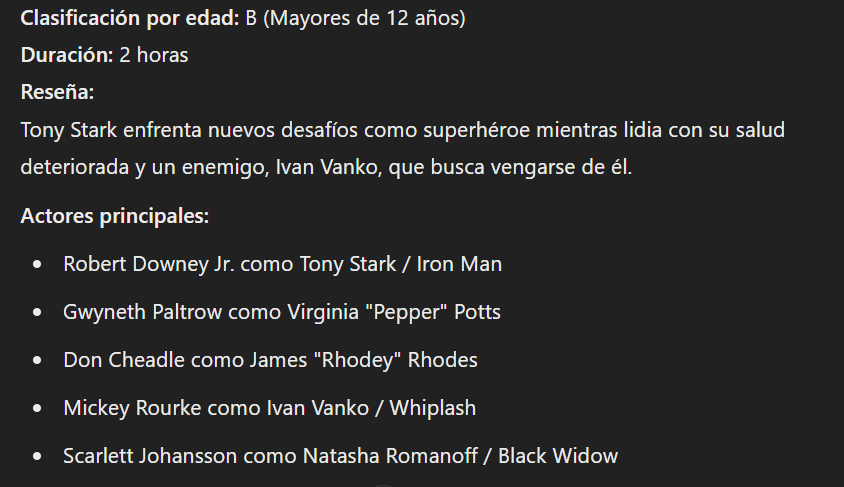 Clasificación por edad: B (Mayores de 12 años)
Duración: 2 horas
Reseña:
Tony Stark enfrenta nuevos desafíos como superhéroe mientras lidia con su salud
deteriorada y un enemigo, Ivan Vanko, que busca vengarse de él.
Actores principales:
• Robert Downey Jr. como Tony Stark / Iron Man
• Gwyneth Paltrow como Virginia "Pepper" Potts
• Don Cheadle como James "Rhodey" Rhodes
• Mickey Rourke como Ivan Vanko / Whiplash
• Scarlett Johansson como Natasha Romanoff / Black Widow